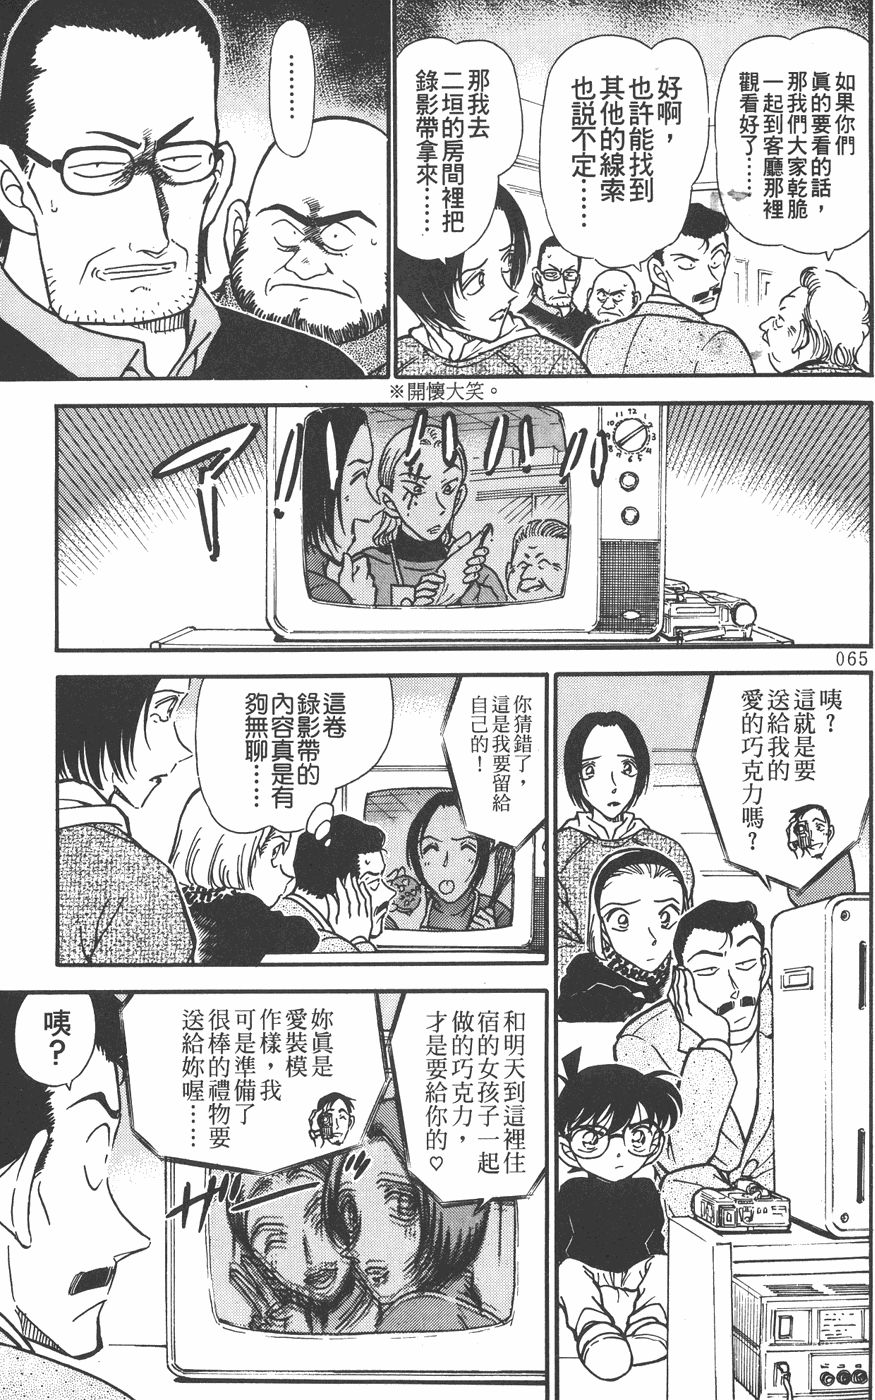 如果你們
真的要看的話，
那我們大家乾脆
一起到客廳那裡
觀看好了……
好啊，
也許能找到
其他的線索
也說不定……
那我去
二垣的房間裡把
錄影帶拿來……
………
※開懷大笑。
アハハハハハ
065
咦？
這就是要
送給我的
愛的巧克力嗎？
你猜錯了，
這是我要留給
自己的！
這卷
錄影帶的
內容真是有
夠無聊……
和明天到這裡住
宿的女孩子一起
做的巧克力，
才是要給你的♡
妳真是
愛裝模
作樣，我
可是準備了
很棒的禮物要
送給妳喔……
ザザー
咦？